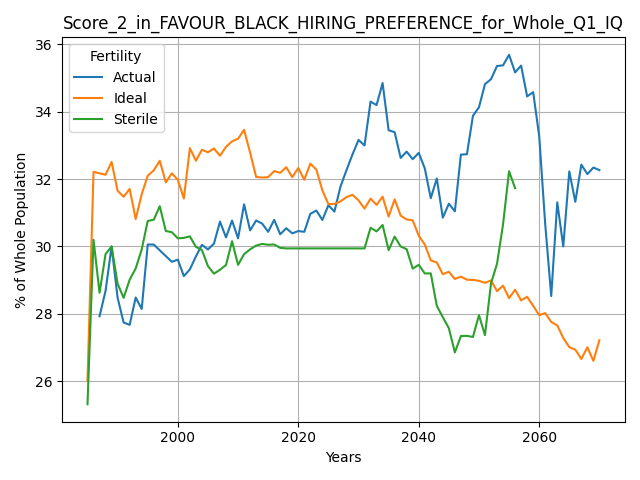 Score_2_in_FAVOUR_BLACK_HIRING_PREFERENCE_for_Whole_Q1_IQ
36
34
32
30
28
26
% of Whole Population
Fertility
Actual
Ideal
Sterile
2000 2020 2040 2060
Years